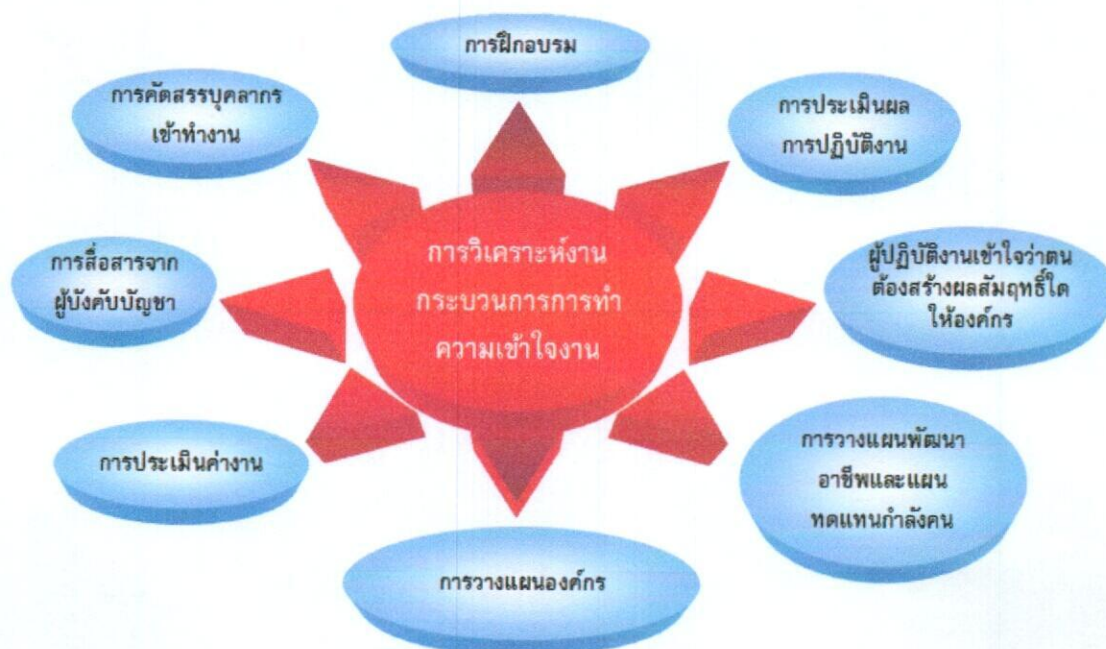 การฝึกอบรม
การคัดสรรบุคลากร
เข้าทำงาน
การประเมินผล
การปฏิบัติงาน
การสื่อสารจาก
ผู้บังคับบัญชา
การวิเคราะห์งาน
กระบวนการการทำ
ความเข้าใจงาน
ผู้ปฏิบัติงานเข้าใจว่าตน
ต้องสร้างผลสัมฤทธิ์ใด
ให้องค์กร
การประเมินค่างาน
การวางแผนพัฒนา
อาชีพและแผน
ทดแทนกำลังคน
การวางแผนองค์กร